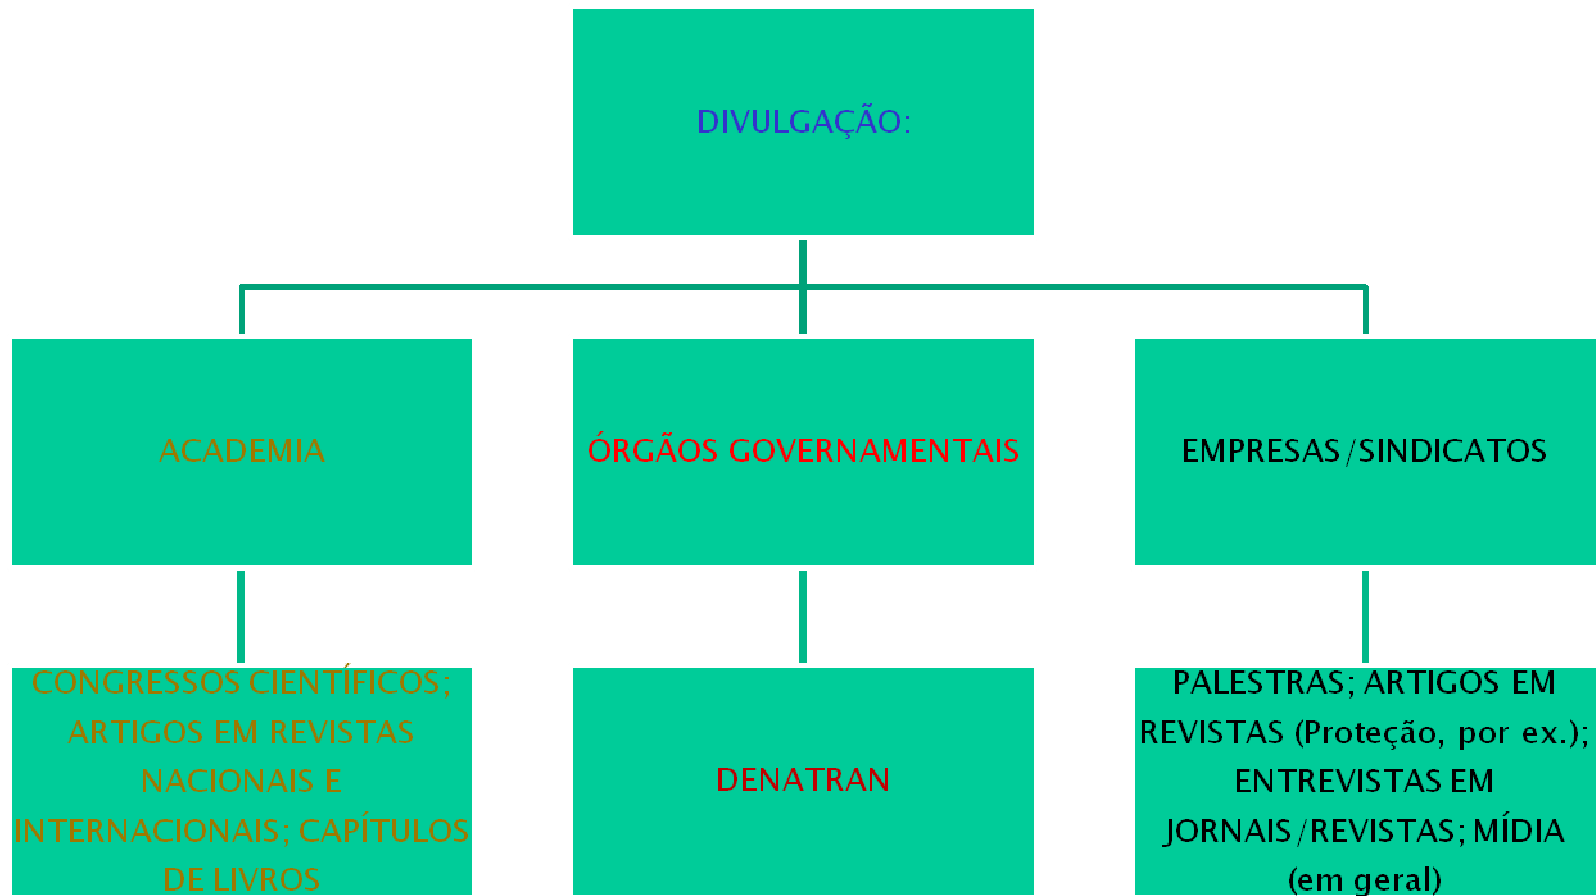 DIVULGAÇÃO:
ACADEMIA
ÓRGÃOS GOVERNAMENTAIS
EMPRESAS/SINDICATOS
CONGRESSOS CIENTÍFICOS;
ARTIGOS EM REVISTAS
NACIONAIS E
INTERNACIONAIS; CAPÍTULOS
DE LIVROS
DENATRAN
PALESTRAS; ARTIGOS EM
REVISTAS (Proteção, por ex.);
ENTREVISTAS EM
JORNAIS/REVISTAS; MÍDIA
(em geral)